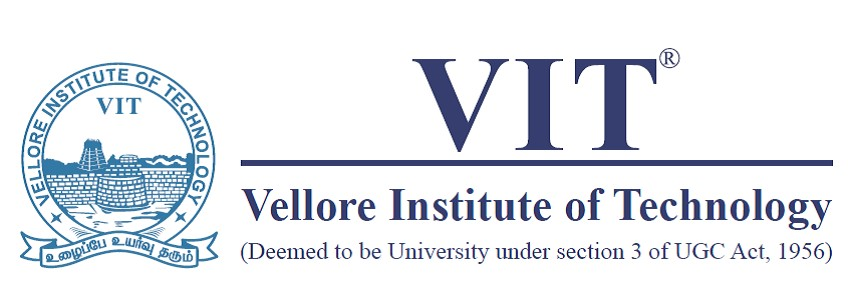 VELLORE INSTITUTE OF TECHNOLOGY
VIT
உழைப்பே உயர்வு தரும்
VIT®
Vellore Institute of Technology
(Deemed to be University under section 3 of UGC Act, 1956)